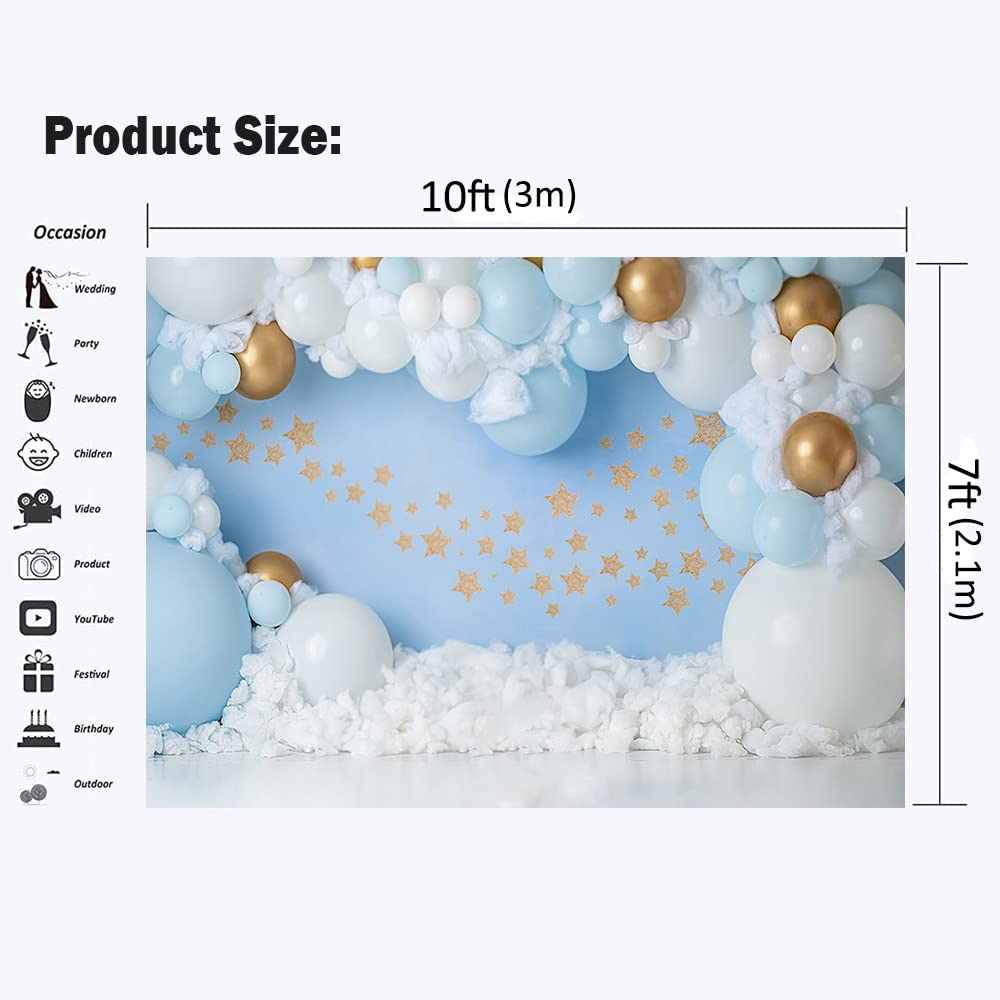 Product Size:
10ft (3m)
Occasion
Wedding
Party
Newborn
Children
Video
Product
YouTube
Festival
Birthday
Outdoor
7ft (2.1m)